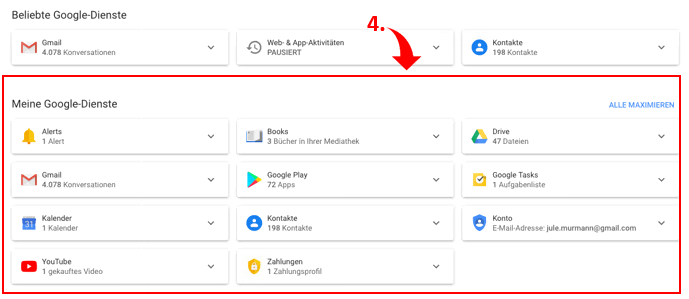 Beliebte Google-Dienste
4.
Gmail
4.078 Konversationen
Web- & App-Aktivitäten
PAUSIERT
Kontakte
198 Kontakte
Meine Google-Dienste
ALLE MAXIMIEREN
Alerts
1 Alert
Books
3 Bücher in Ihrer Mediathek
Drive
47 Dateien
Gmail
4.078 Konversationen
Google Play
72 Apps
Google Tasks
1 Aufgabenliste
31
Kalender
1 Kalender
Kontakte
198 Kontakte
Konto
E-Mail-Adresse: jule.murmann@gmail.com
YouTube
1 gekauftes Video
Zahlungen
1 Zahlungsprofil